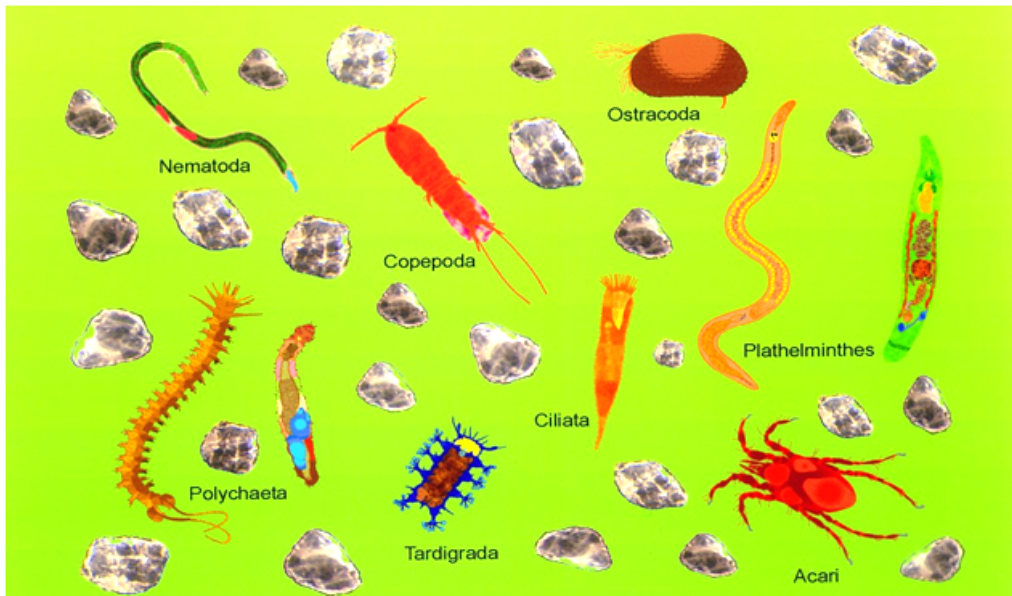 Ostracoda
Nematoda
Copepoda
Plathelminthes
Ciliata
Polychaeta
Tardigrada
Acari